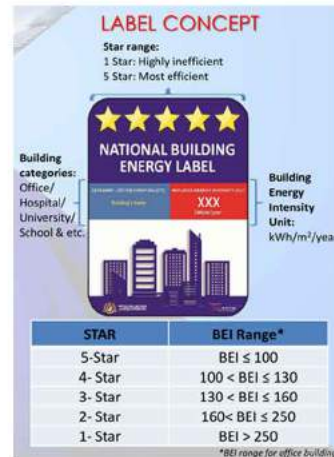 LABEL CONCEPT
Star range:
1 Star: Highly inefficient
5 Star: Most efficient
NATIONAL BUILDING
ENERGY LABEL
XXX
Building
categories:
Office/
Hospital/
University/
School & etc.
Building
Energy
Intensity
Unit:
kWh/m²/year
STAR BEI Range*
5-Star BEI ≤ 100
4- Star 100 < BEI ≤ 130
3- Star 130 < BEI ≤ 160
2- Star 160< BEI ≤ 250
1- Star BEI > 250
*BEI range for office building